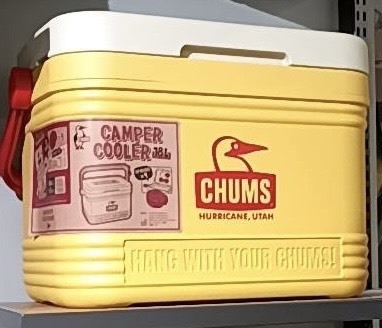 CAMPER
COOLER 18L
CHUMS
HURRICANE, UTAH
HANG WITH YOUR CHUMS!